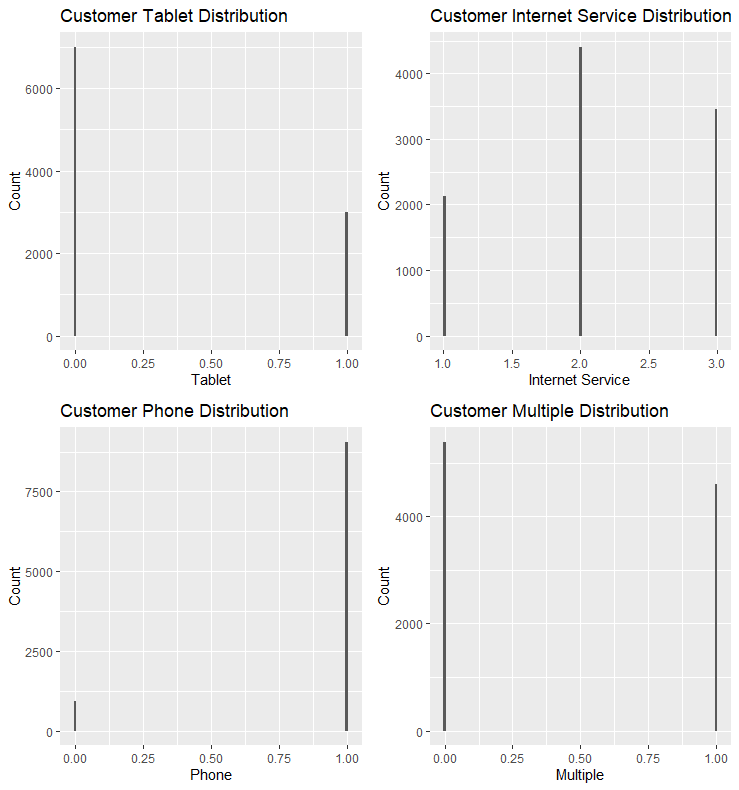 Customer Tablet Distribution
Count
6000
4000
2000
0
0.00 0.25 0.50 0.75 1.00
Tablet
Customer Internet Service Distribution
Count
4000
3000
2000
1000
0
1.0 1.5 2.0 2.5 3.0
Internet Service
Customer Phone Distribution
Count
7500
5000
2500
0
0.00 0.25 0.50 0.75 1.00
Phone
Customer Multiple Distribution
Count
4000
2000
0
0.00 0.25 0.50 0.75 1.00
Multiple